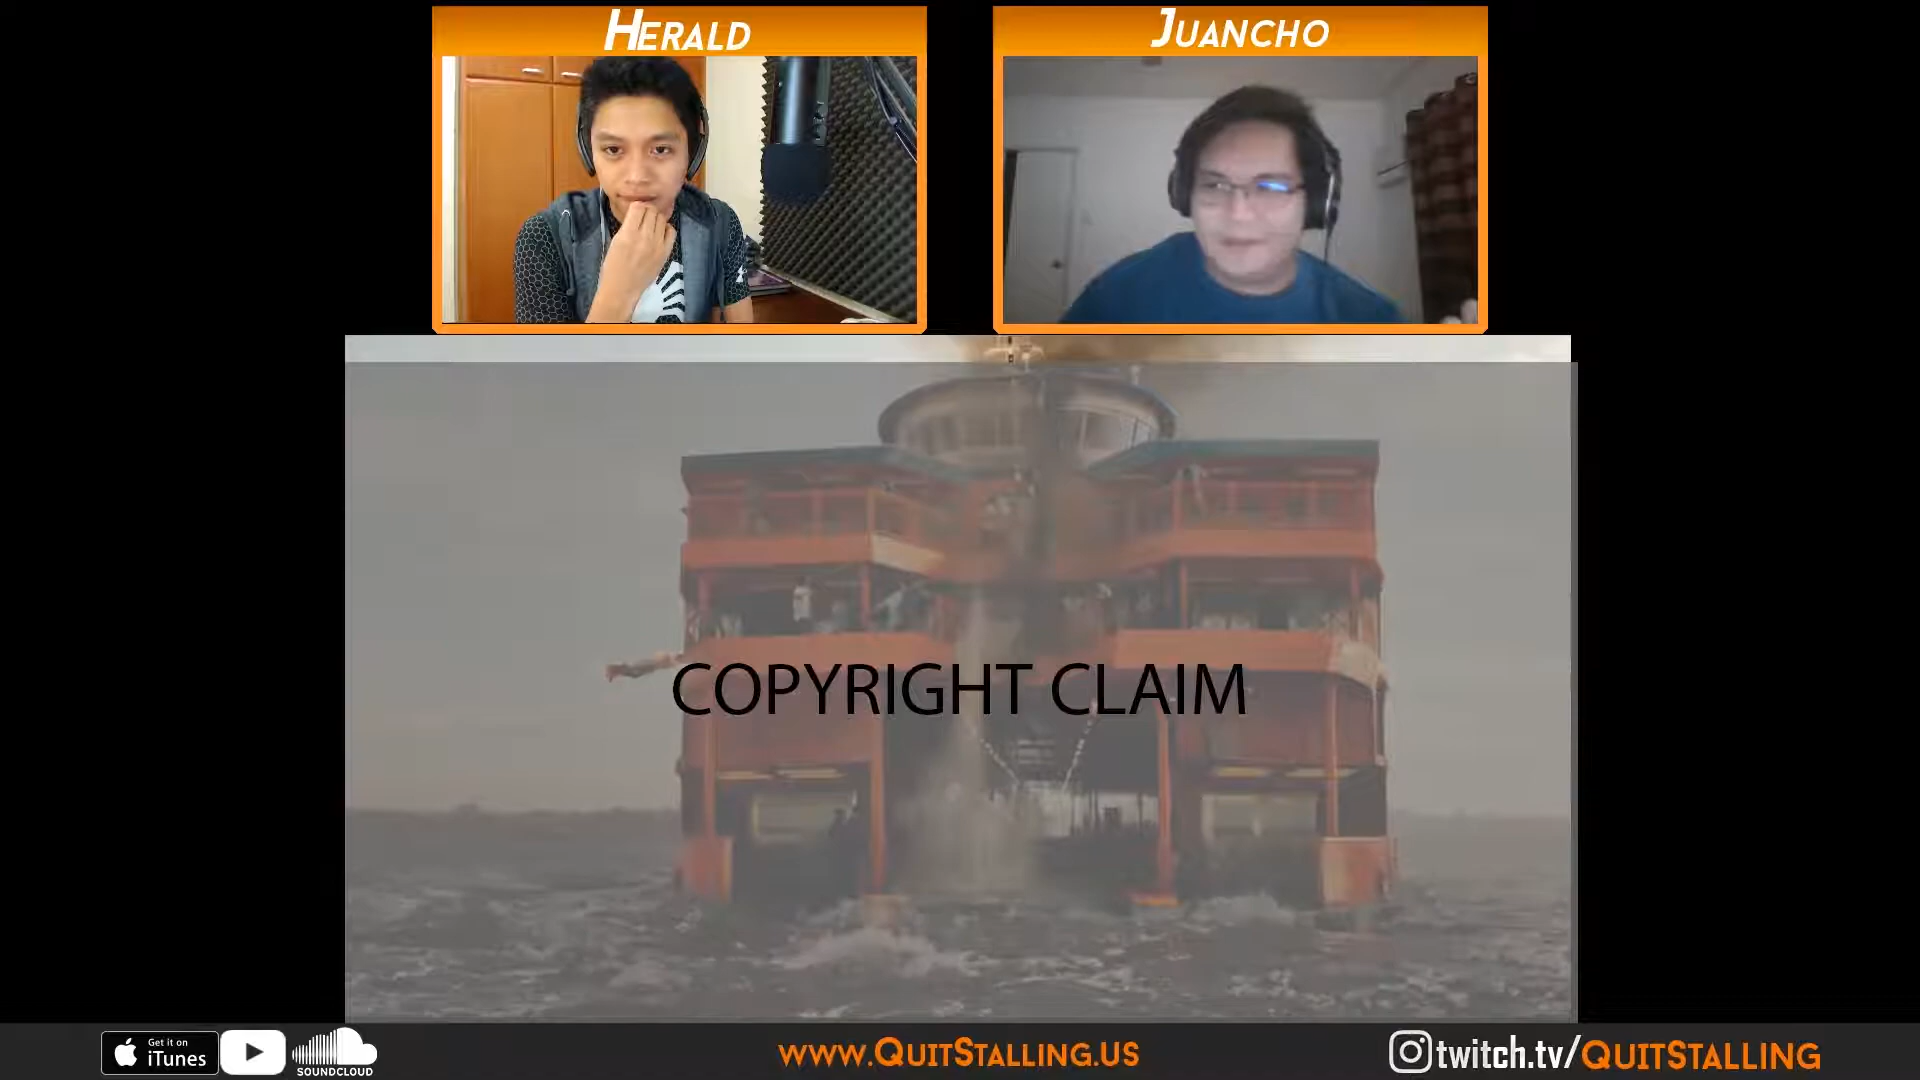 HERALD
JUANCHO
COPYRIGHT CLAIM
Get it on
iTunes
SOUNDCLOUD
www.QUITSTALLING.US
twitch.tv/QUITSTALLING